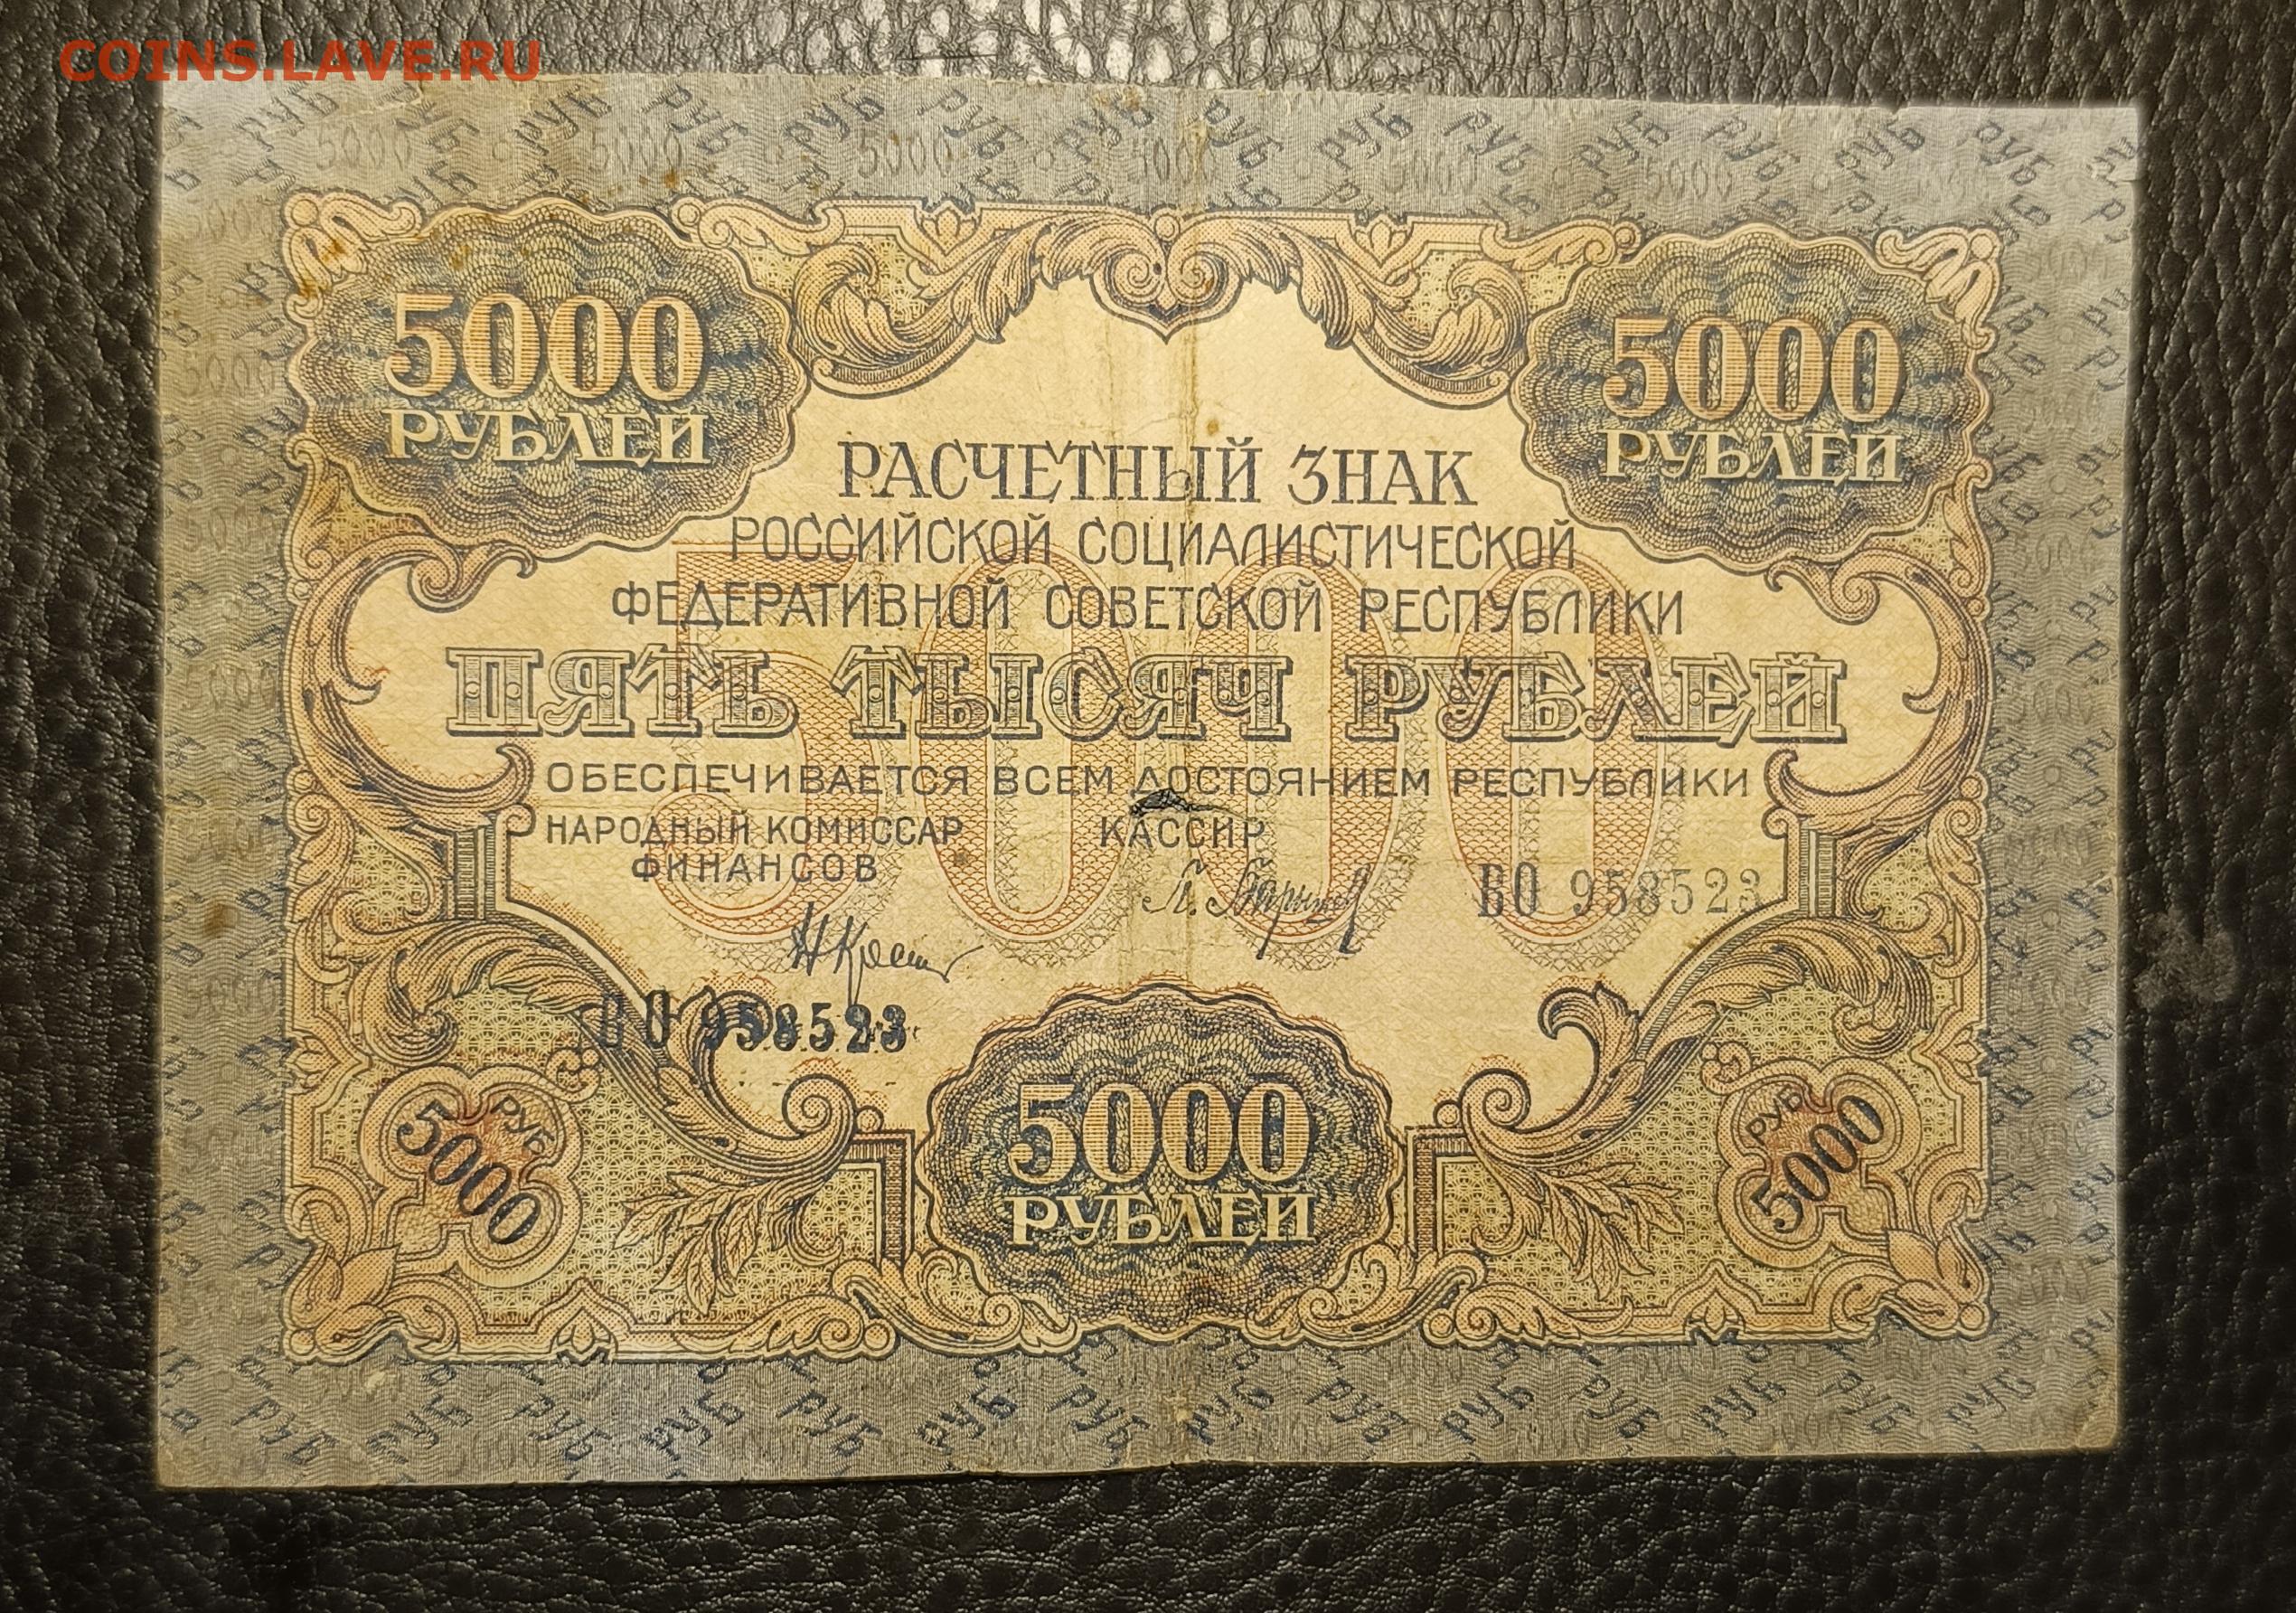 COINS.LAVE.RU
5000
РУБЛЕЙ
5000
РУБЛЕЙ
РАСЧЕТНЫЙ ЗНАК
РОССИЙСКОЙ СОЦИАЛИСТИЧЕСКОЙ
ФЕДЕРАТИВНОЙ СОВЕТСКОЙ РЕСПУБЛИКИ
5000
ПЯТЬ ТЫСЯЧ РУБЛЕЙ
ОБЕСПЕЧИВАЕТСЯ ВСЕМ ДОСТОЯНИЕМ РЕСПУБЛИКИ
НАРОДНЫЙ КОМИССАР
ФИНАНСОВ
КАССИР
ВО 958523
ВО 958523
РУБ
5000
5000
РУБЛЕЙ
РУБ
5000